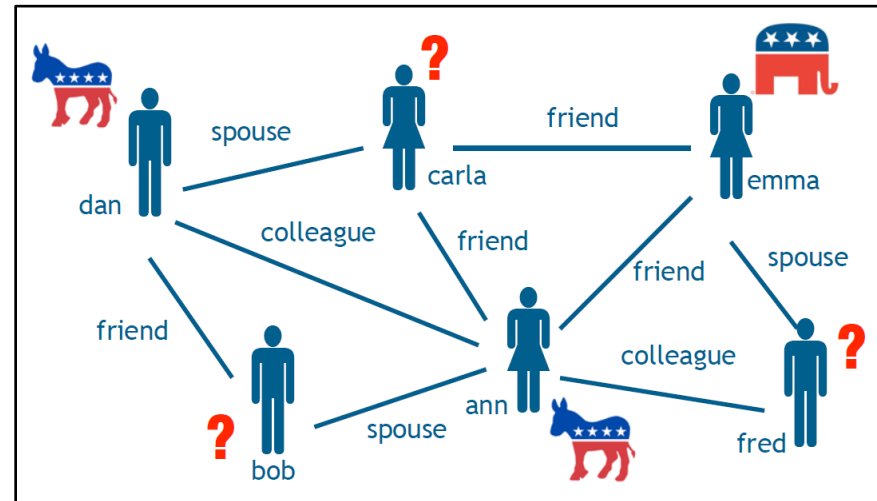 ?
spouse
friend
carla
emma
dan
colleague
friend
friend
spouse
friend
colleague
?
ann
?
spouse
fred
bob